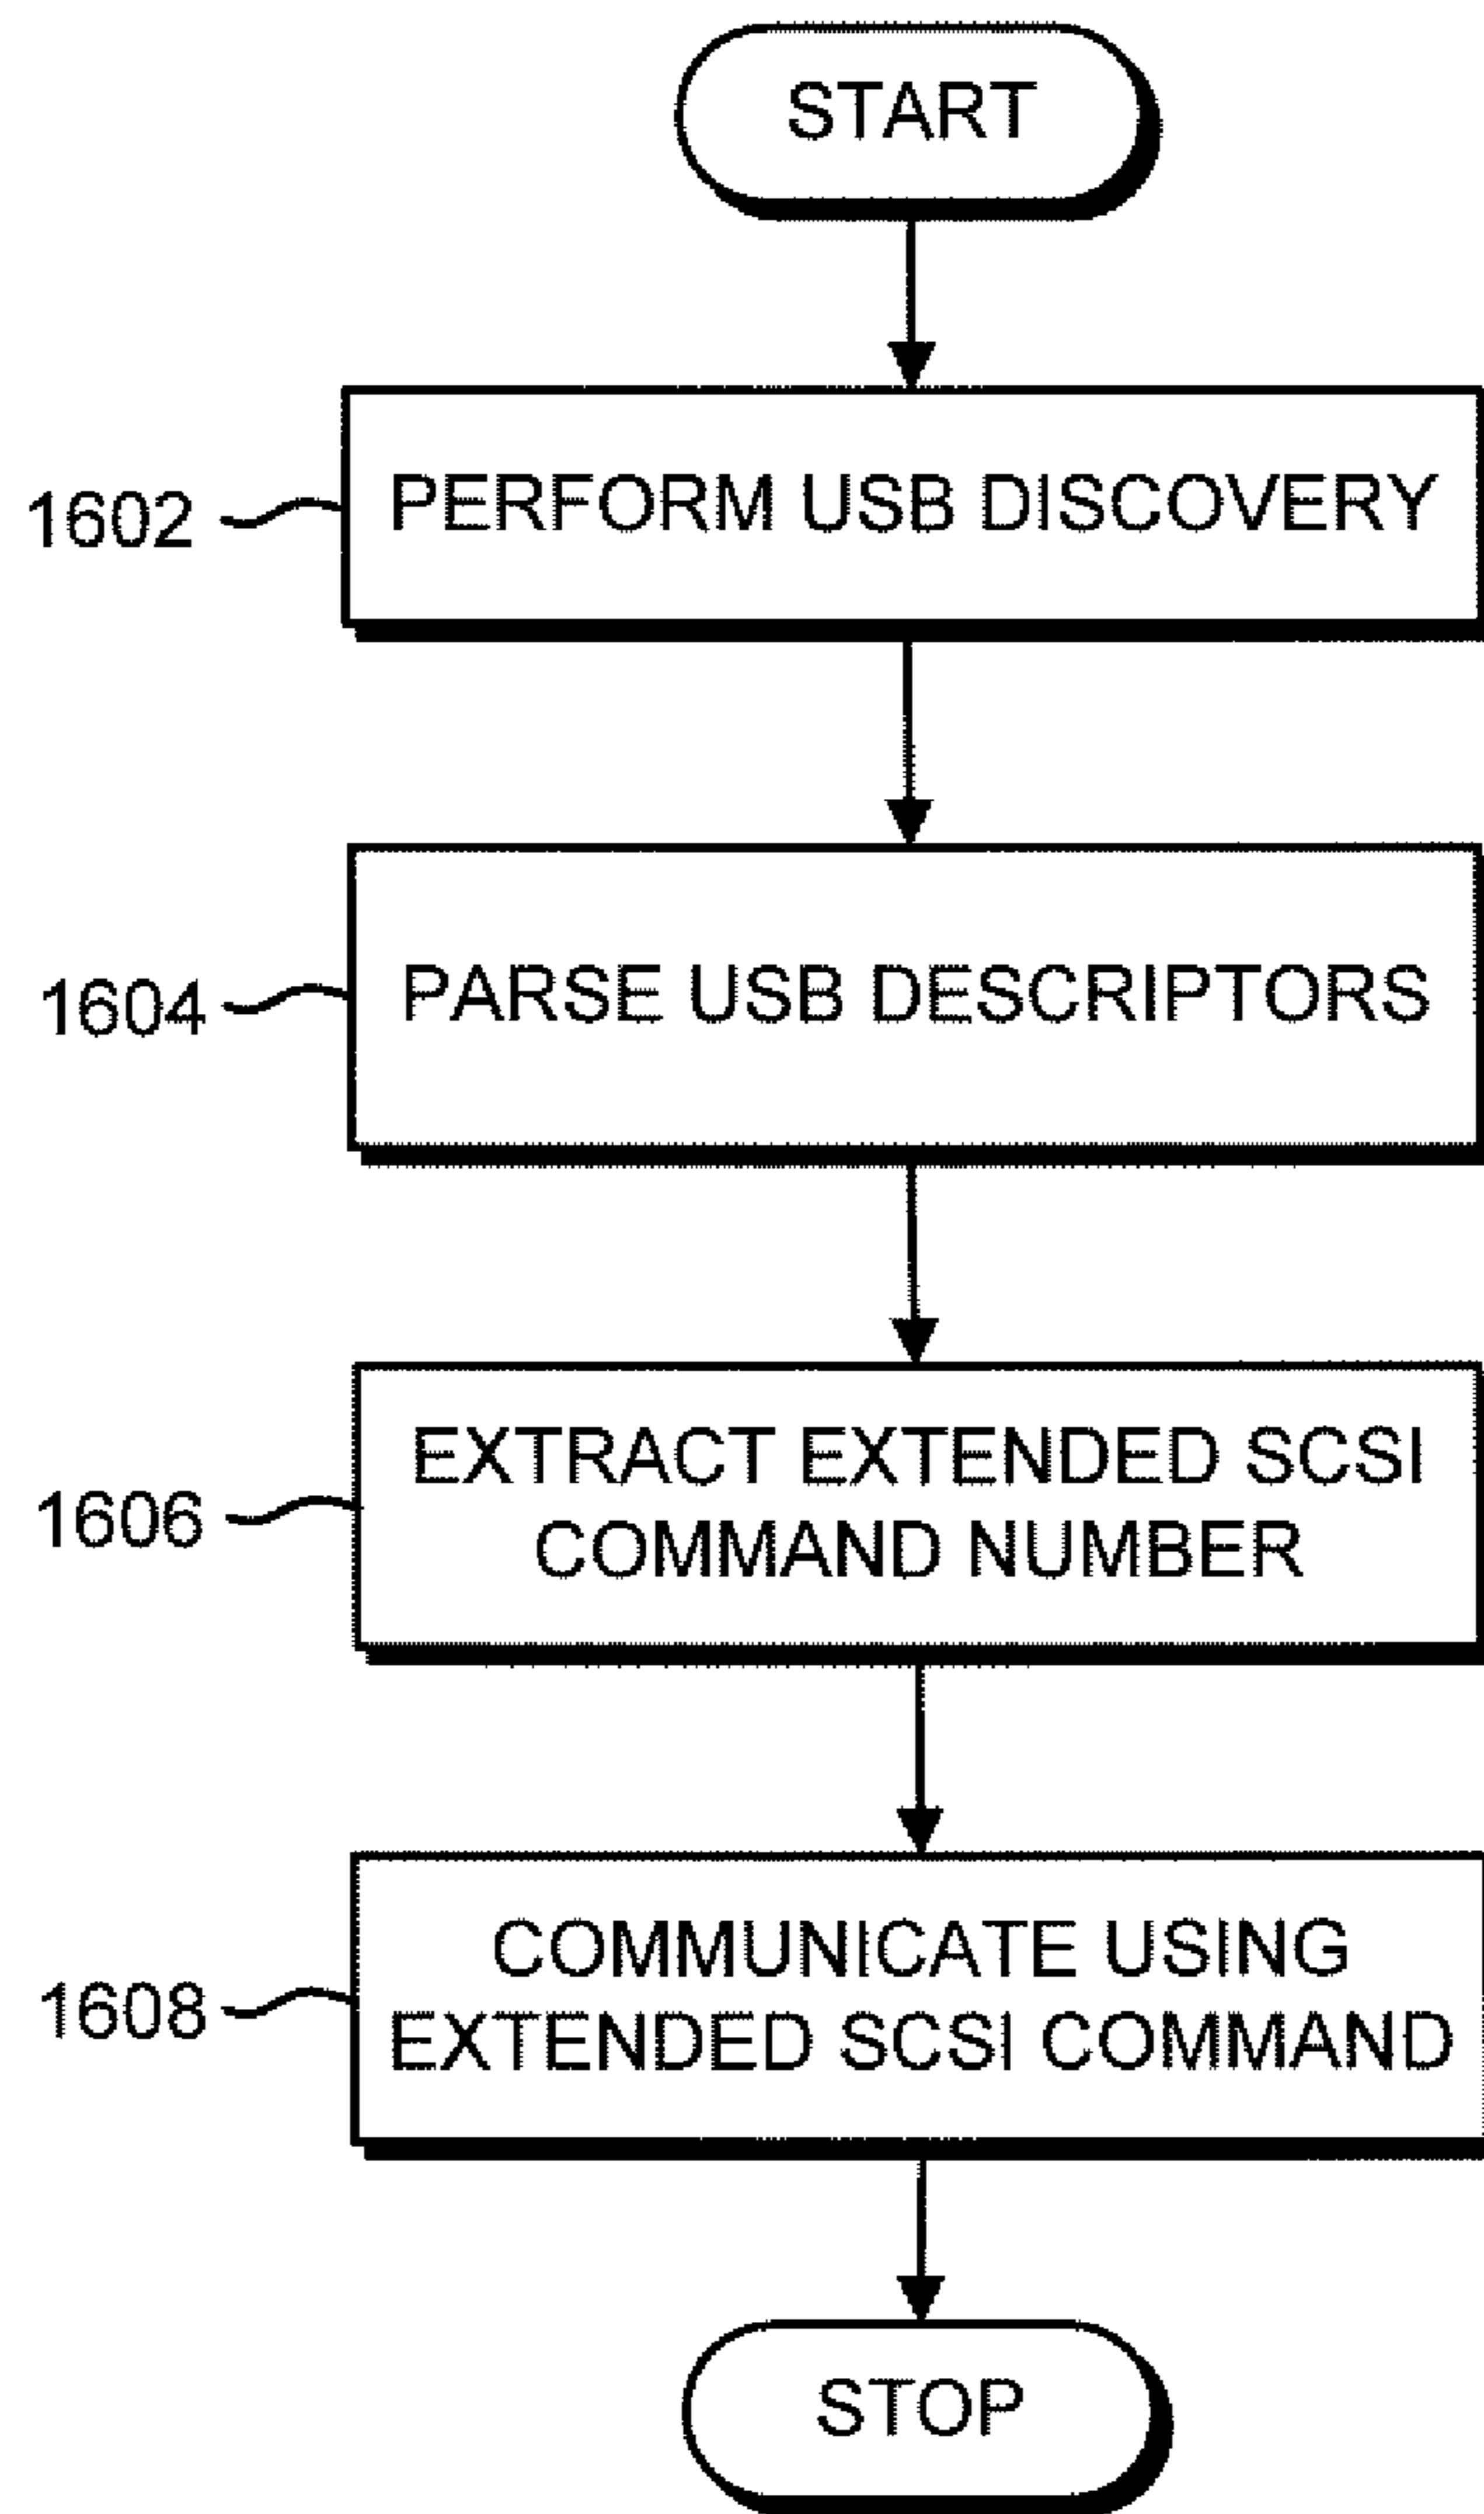 START
1602
PERFORM USB DISCOVERY
1604
PARSE USB DESCRIPTORS
1606
EXTRACT EXTENDED SCSI
COMMAND NUMBER
1608
COMMUNICATE USING
EXTENDED SCSI COMMAND
STOP